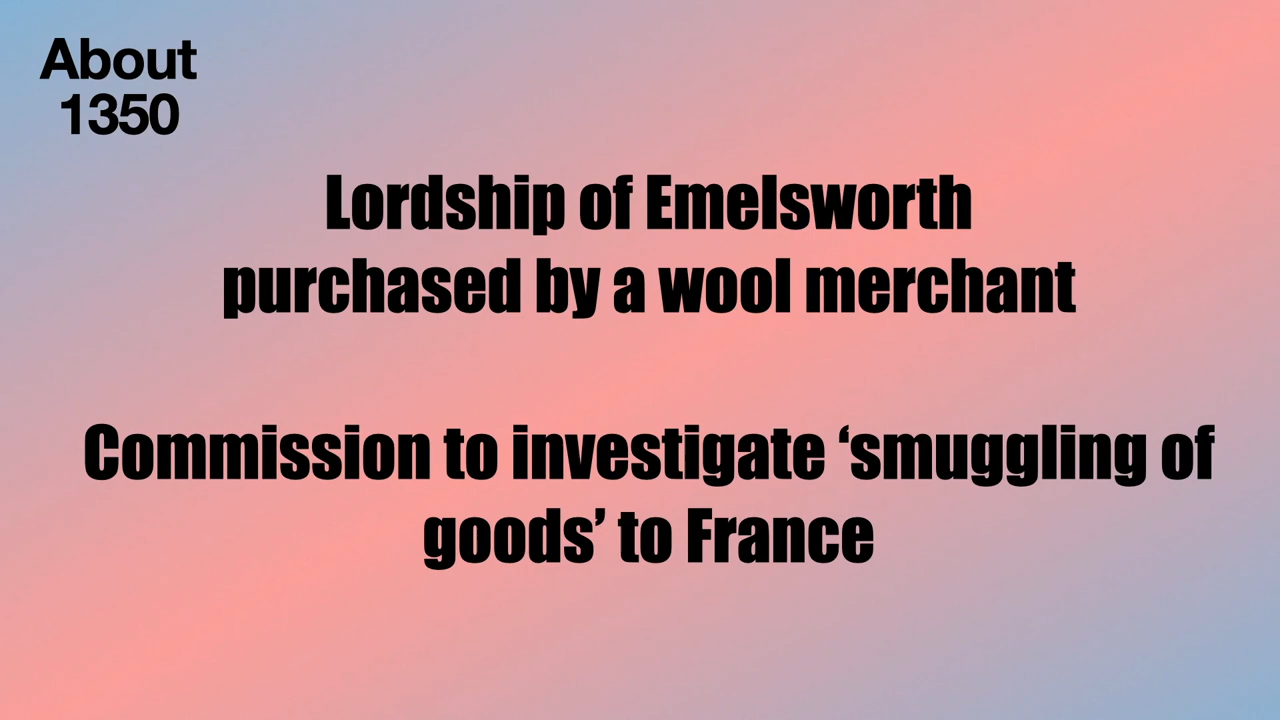 About
1350
Lordship of Emelsworth
purchased by a wool merchant
Commission to investigate ‘smuggling of
goods’ to France